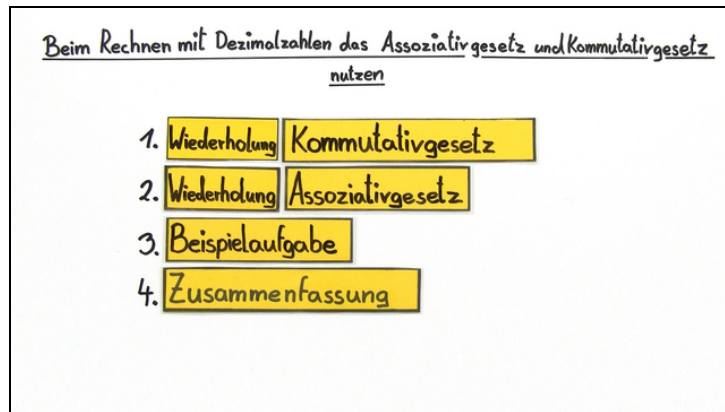 Beim Rechnen mit Dezimalzahlen das Assoziativgesetz und Kommutativgesetz
nutzen
1. Wiederholung Kommutativgesetz
2. Wiederholung Assoziativgesetz
3. Beispielaufgabe
4. Zusammenfassung